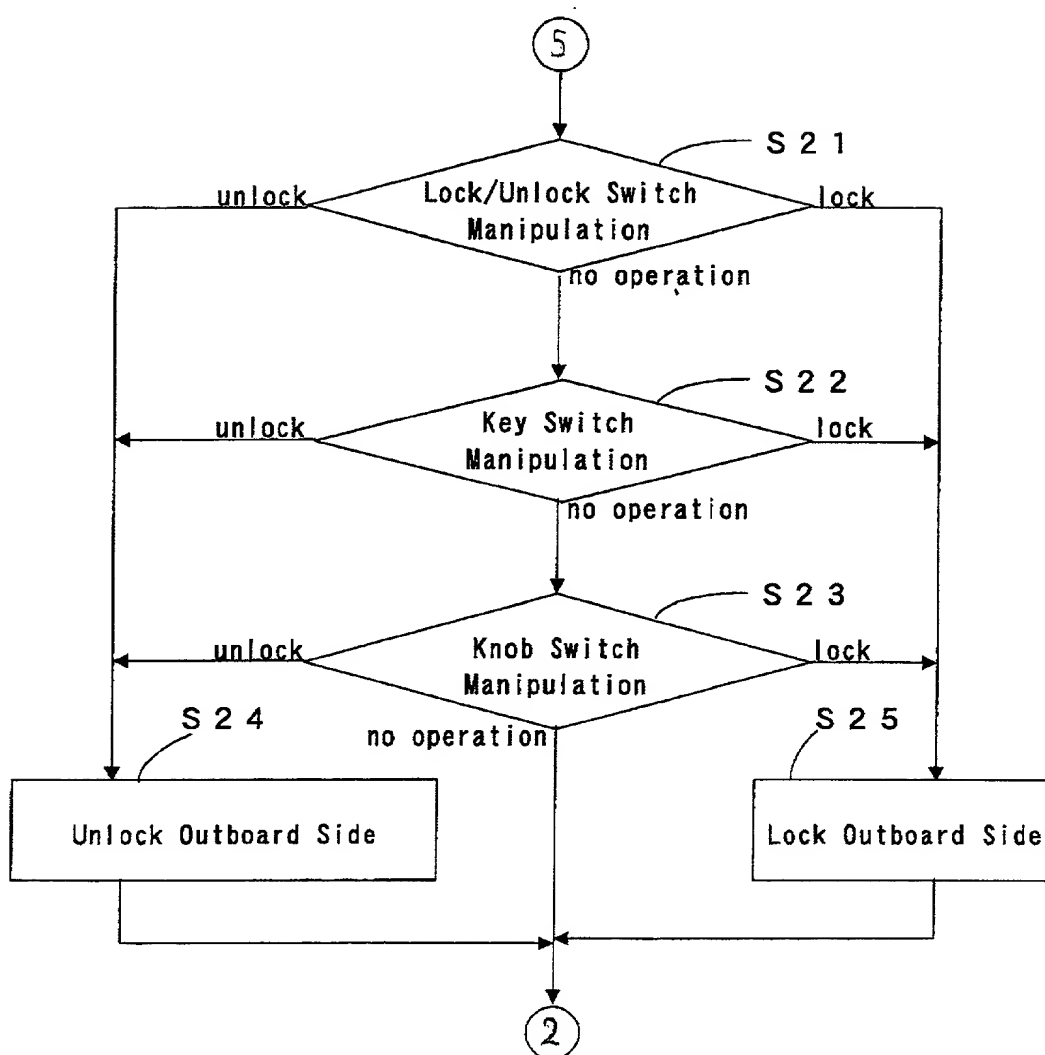 5
S21
unlock
Lock/Unlock Switch
lock
Manipulation
no operation
S22
unlock
Key Switch
lock
Manipulation
no operation
S23
unlock
Knob Switch
lock
Manipulation
S24
no operation
S25
Unlock Outboard Side
Lock Outboard Side
2